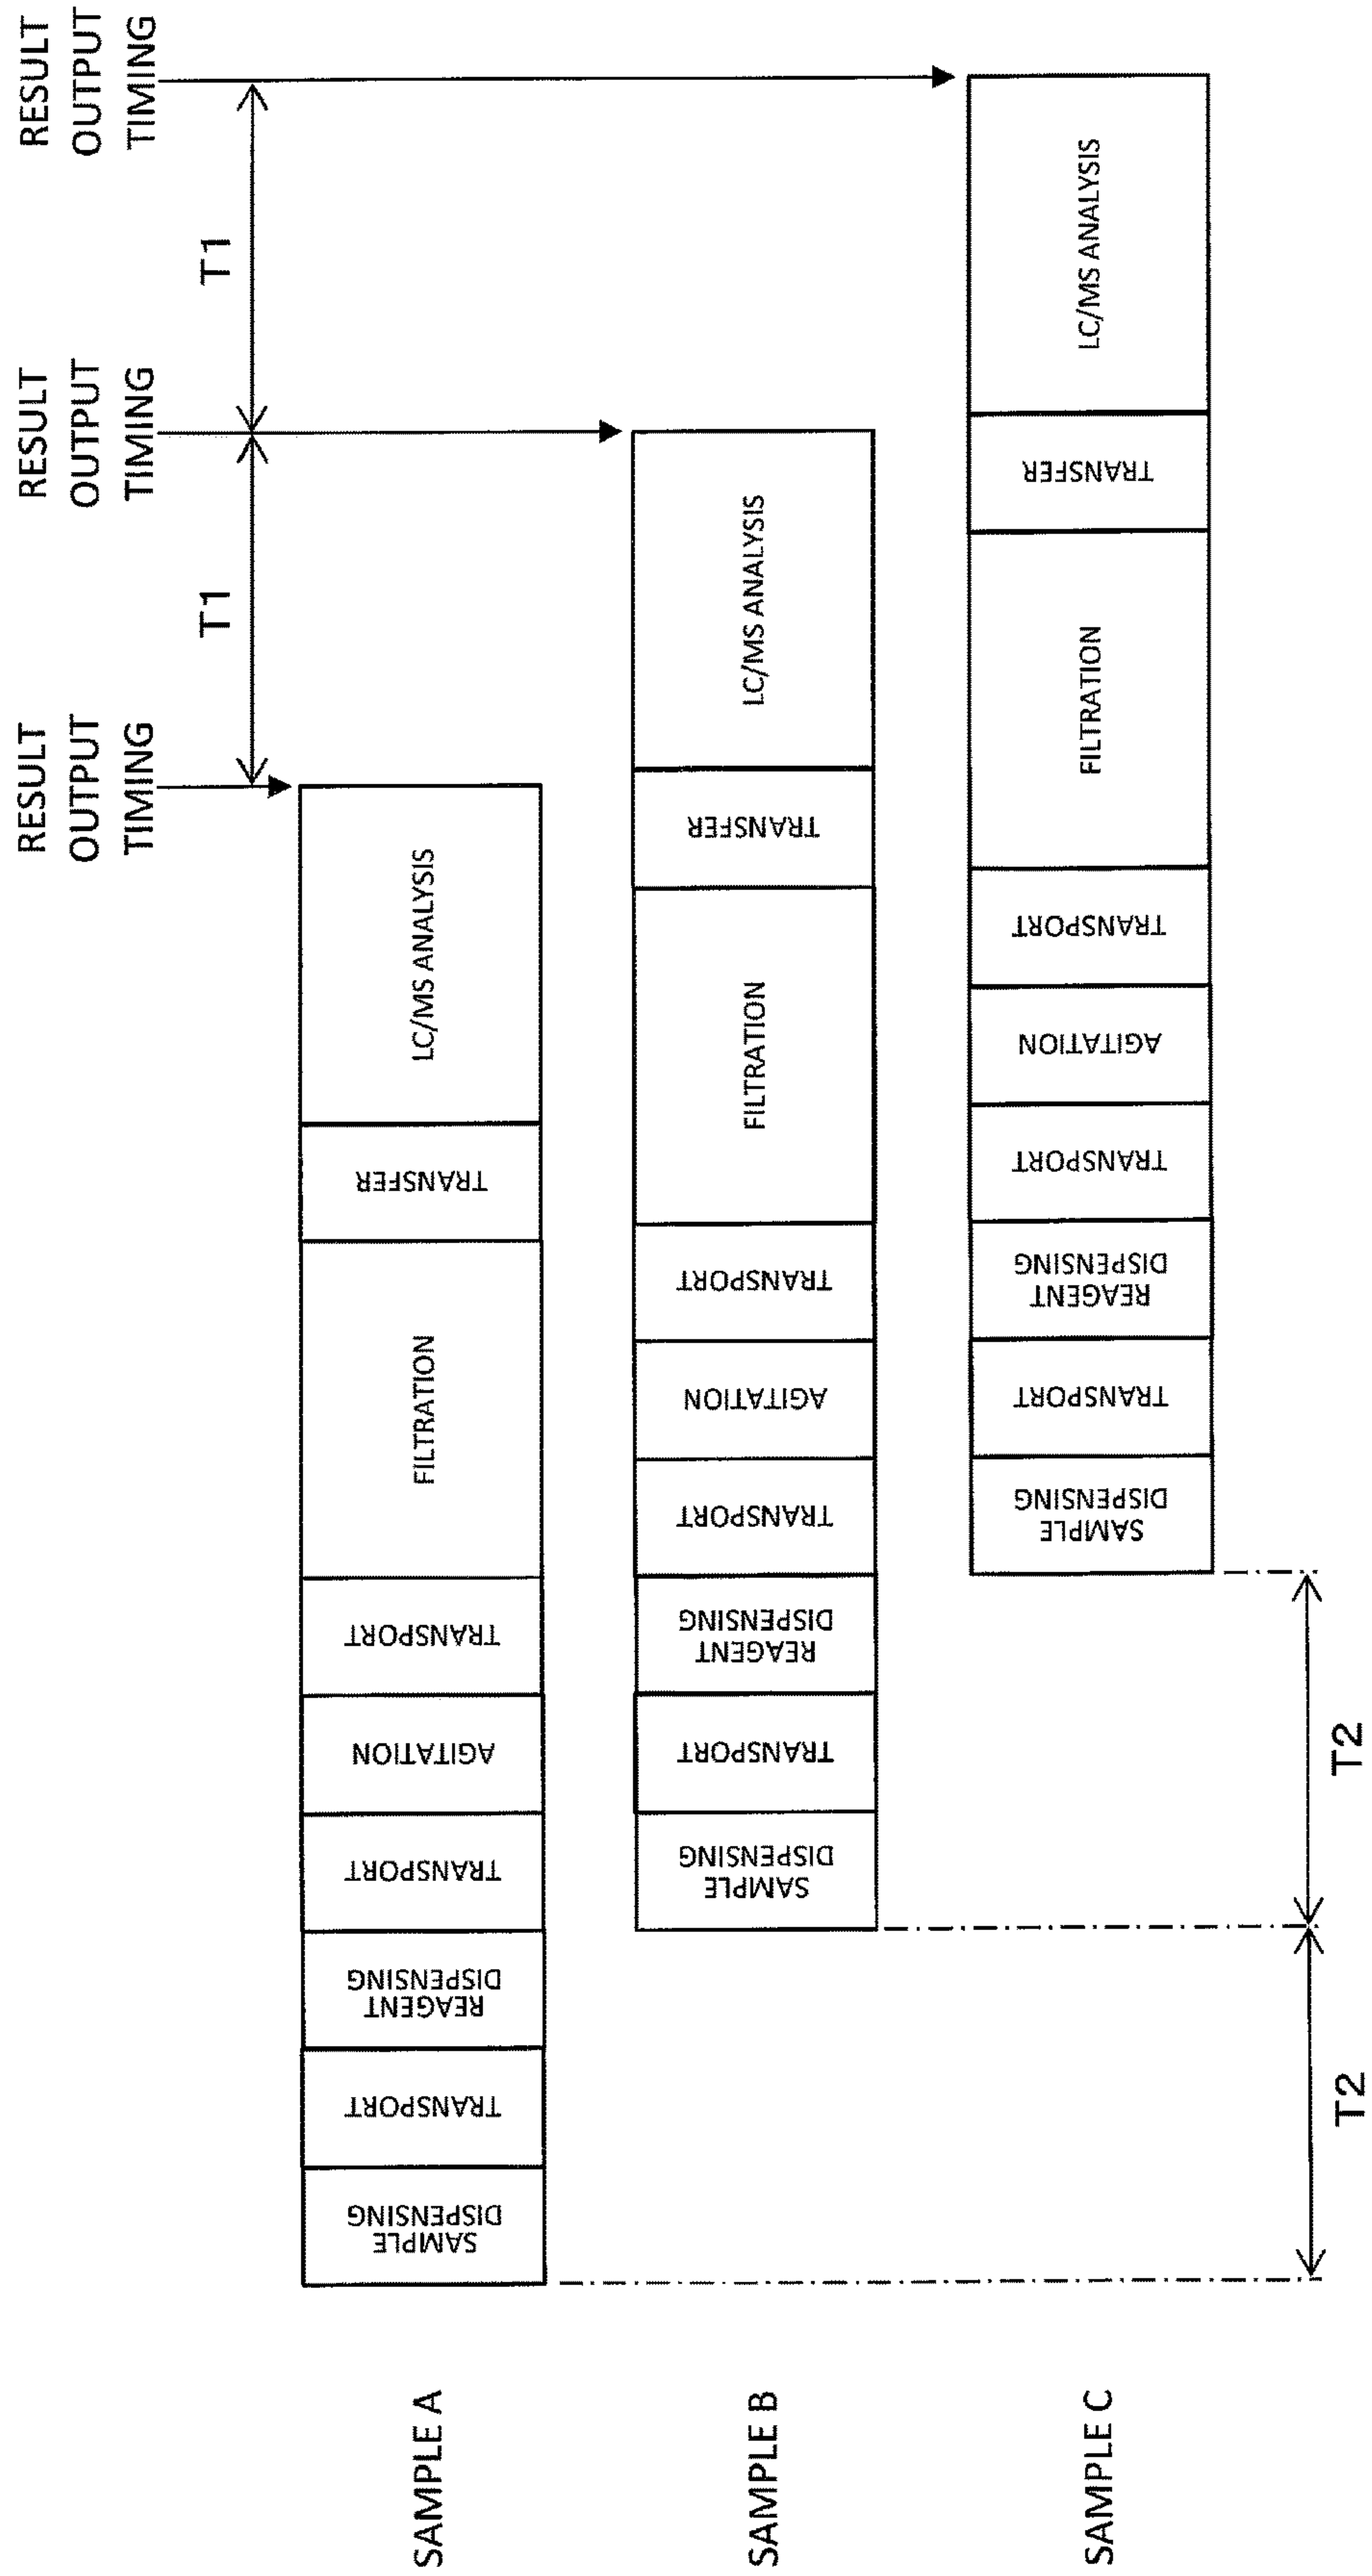 RESULT
OUTPUT
TIMING
RESULT
OUTPUT
TIMING
RESULT
OUTPUT
TIMING
T1
T1
SAMPLE A
SAMPLE
DISPENSING
TRANSPORT
REAGENT
DISPENSING
TRANSPORT
AGITATION
TRANSPORT
FILTRATION
TRANSFER
LC/MS ANALYSIS
SAMPLE B
SAMPLE
DISPENSING
TRANSPORT
REAGENT
DISPENSING
TRANSPORT
AGITATION
TRANSPORT
FILTRATION
TRANSFER
LC/MS ANALYSIS
SAMPLE C
SAMPLE
DISPENSING
TRANSPORT
REAGENT
DISPENSING
TRANSPORT
AGITATION
TRANSPORT
FILTRATION
TRANSFER
LC/MS ANALYSIS
T2
T2